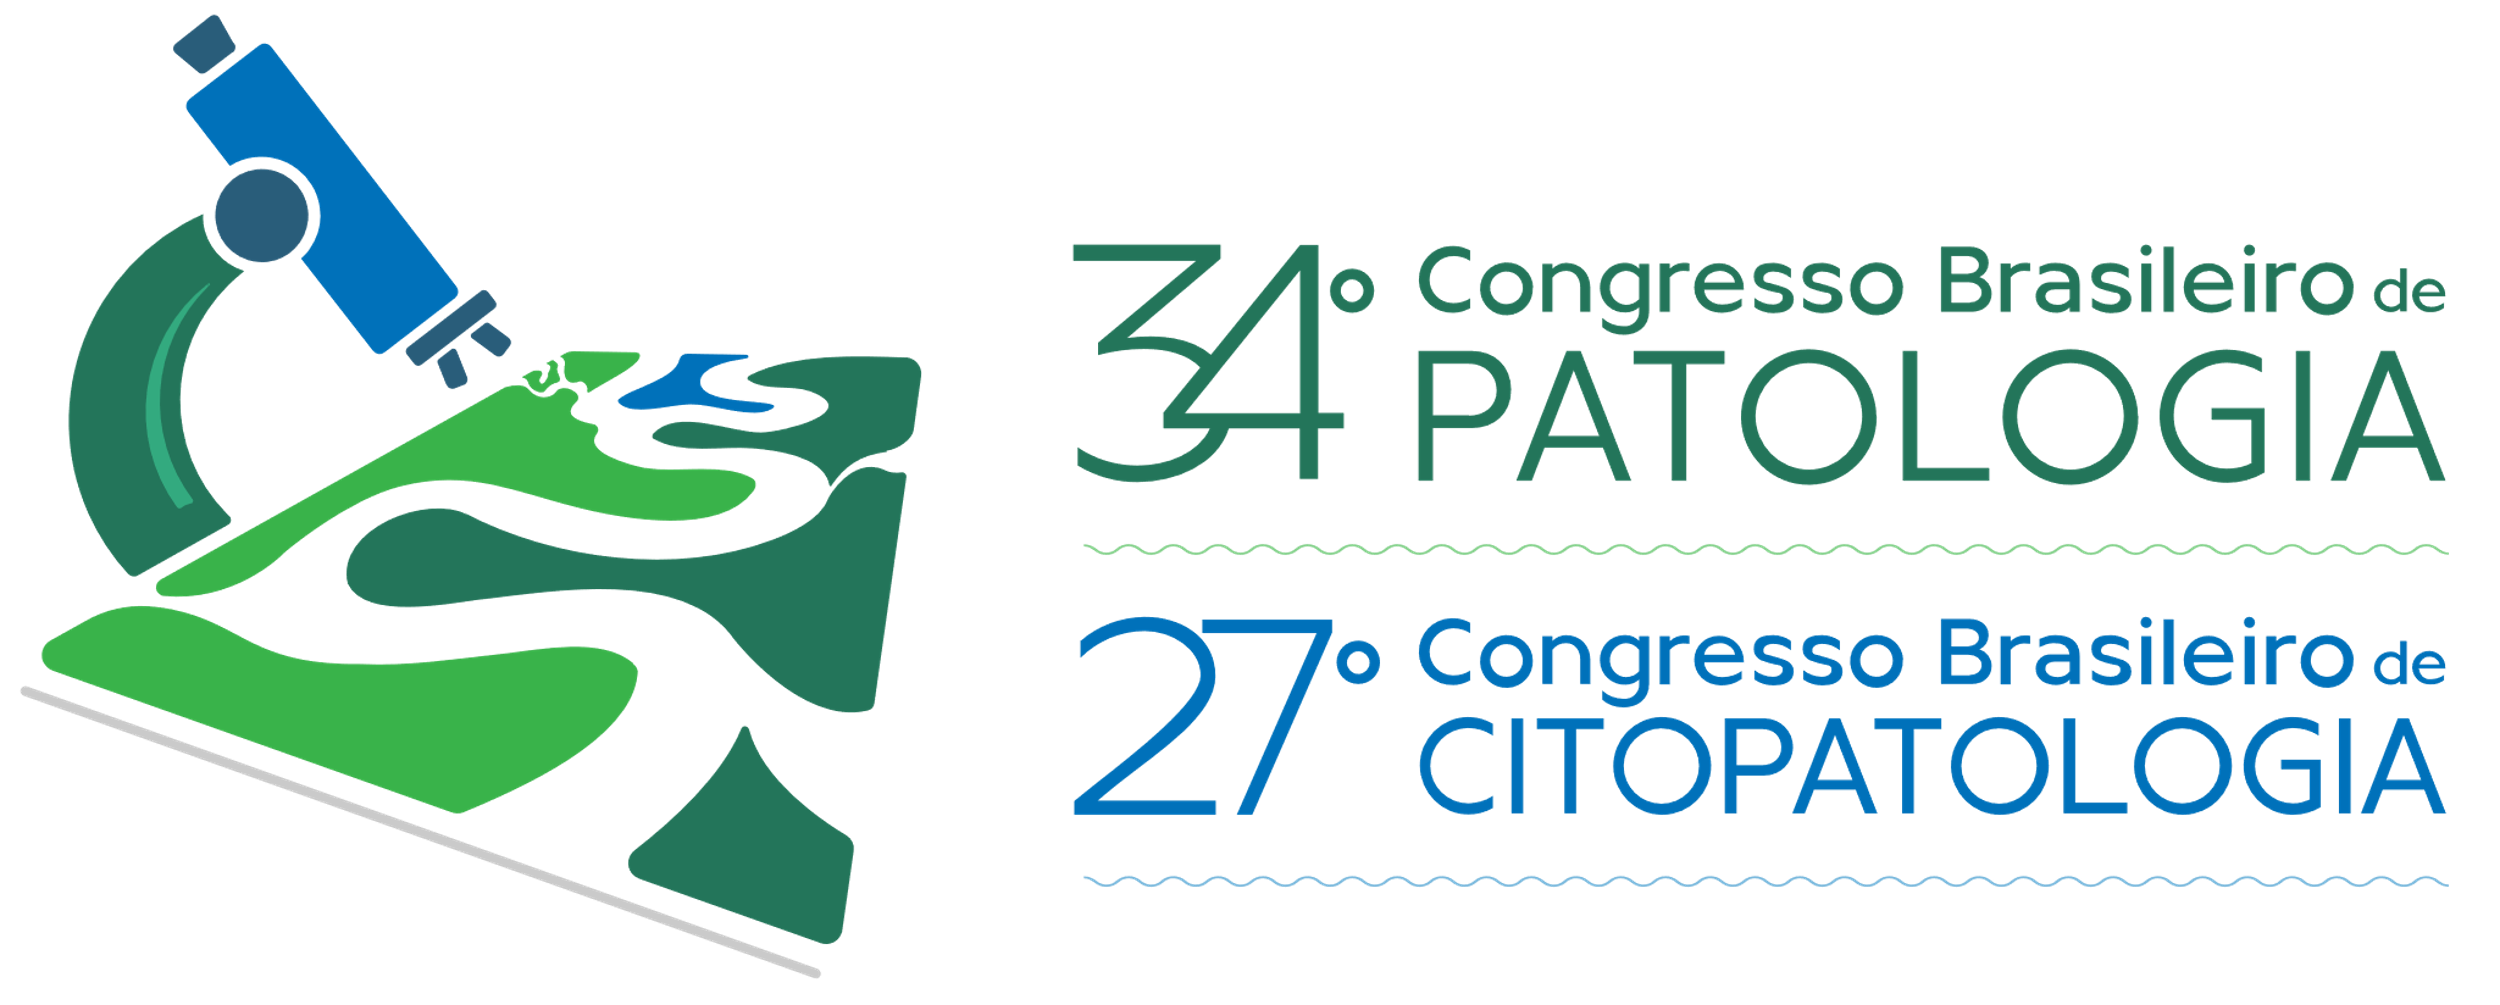 34º Congresso Brasileiro de
PATOLOGIA
27º Congresso Brasileiro de
CITOPATOLOGIA